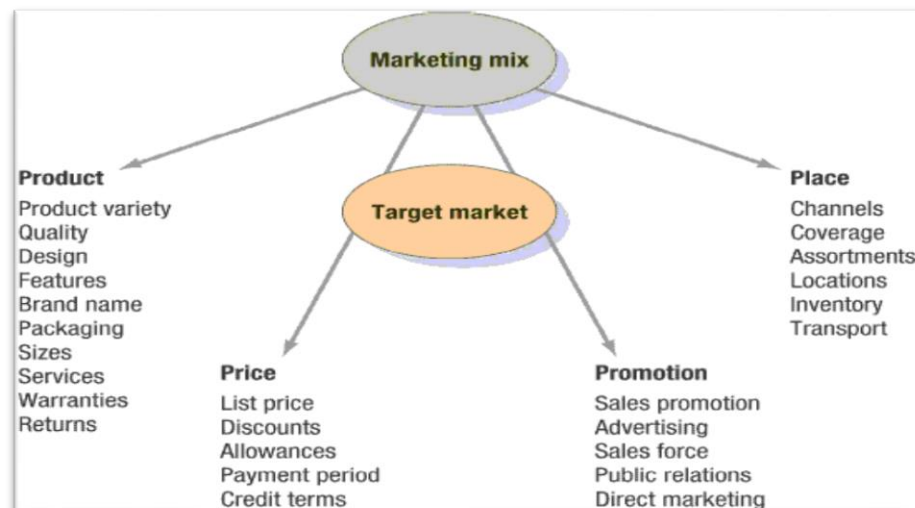 Marketing mix
Target market
Product
Product variety
Quality
Design
Features
Brand name
Packaging
Sizes
Services
Warranties
Returns
Price
List price
Discounts
Allowances
Payment period
Credit terms
Promotion
Sales promotion
Advertising
Sales force
Public relations
Direct marketing
Place
Channels
Coverage
Assortments
Locations
Inventory
Transport